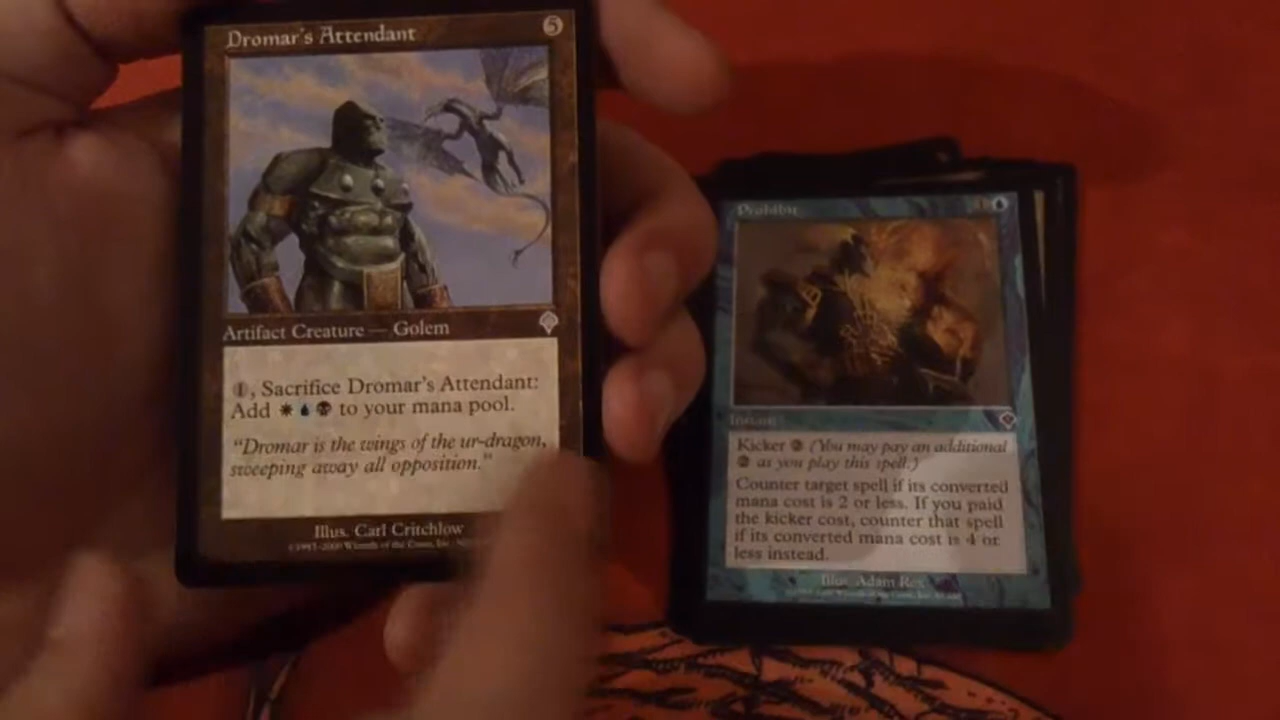 Dromar's Attendant
5
Artifact Creature — Golem
1, Sacrifice Dromar's Attendant:
Add to your mana pool.
"Dromar is the wings of the ur-dragon,
sweeping away all opposition."
Illus. Carl Critchlow
Prohibit
1
Instant
Kicker 2 (You may pay an additional
2 as you play this spell.)
Counter target spell if its converted
mana cost is 2 or less. If you paid
the kicker cost, counter that spell
if its converted mana cost is 4 or
less instead.
Illus. Adam Rex